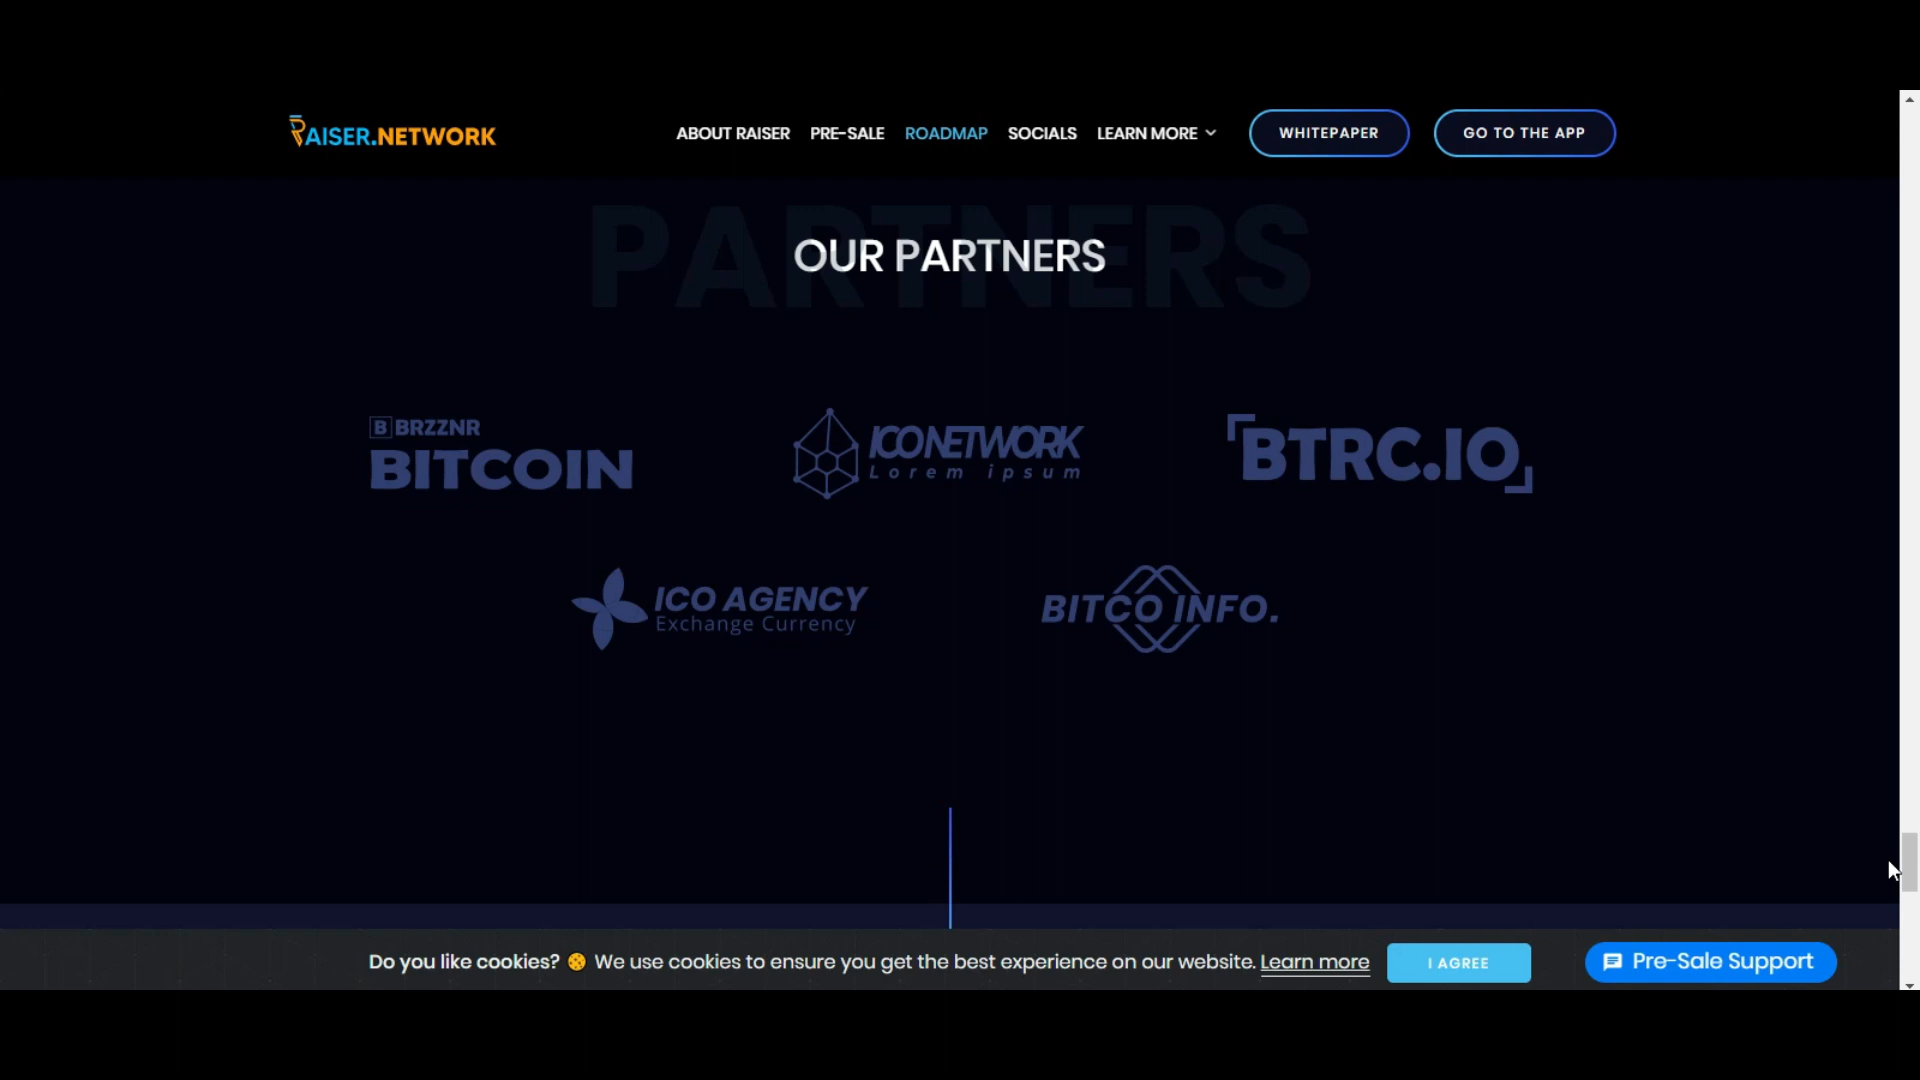 RAISER.NETWORK
ABOUT RAISER PRE-SALE ROADMAP SOCIALS LEARN MORE WHITEPAPER GO TO THE APP
PARTNERS
OUR PARTNERS
B BRZZNR
BITCOIN
ICONETWORK
Lorem ipsum
BTRC.IO
ICO AGENCY
Exchange Currency
BITCO INFO.
Do you like cookies? 🍪 We use cookies to ensure you get the best experience on our website. Learn more I AGREE Pre-Sale Support